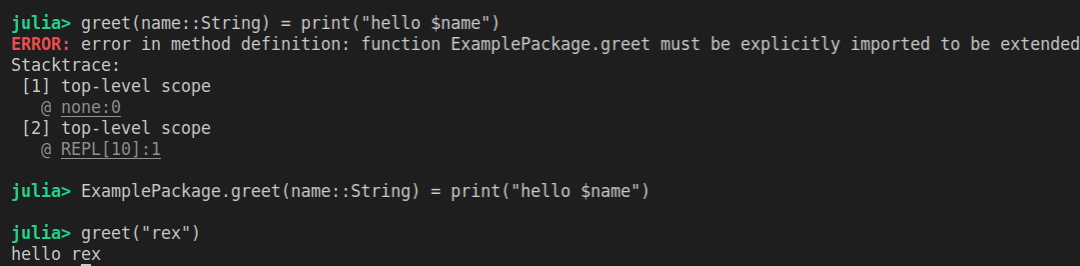 julia> greet(name::String) = print("hello $name")
ERROR: error in method definition: function ExamplePackage.greet must be explicitly imported to be extended
Stacktrace:
 [1] top-level scope
   @ none:0
 [2] top-level scope
   @ REPL[10]:1
julia> ExamplePackage.greet(name::String) = print("hello $name")
julia> greet("rex")
hello rex